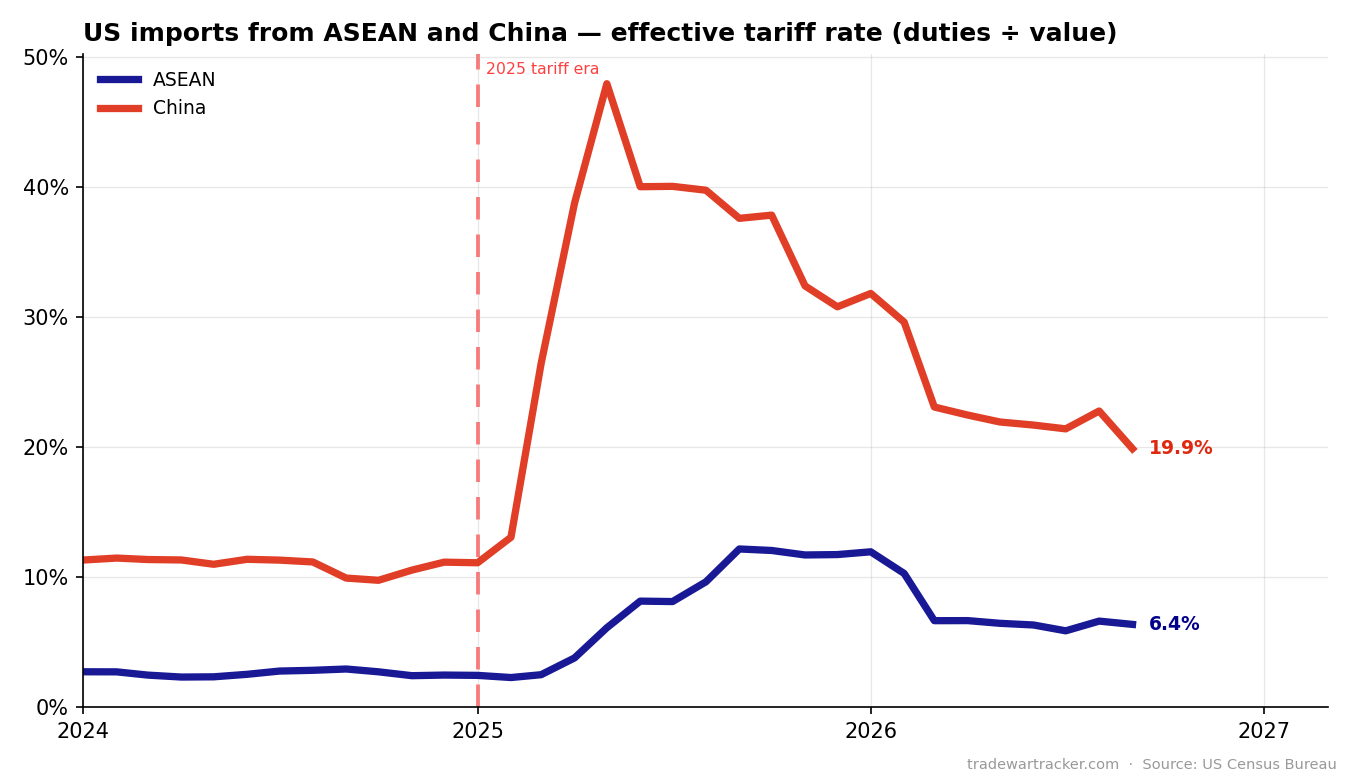 US imports from ASEAN and China — effective tariff rate (duties ÷ value)
50%
2025 tariff era
ASEAN
China
40%
30%
20%
19.9%
10%
6.4%
0%
2024
2025
2026
2027
tradewartracker.com · Source: US Census Bureau